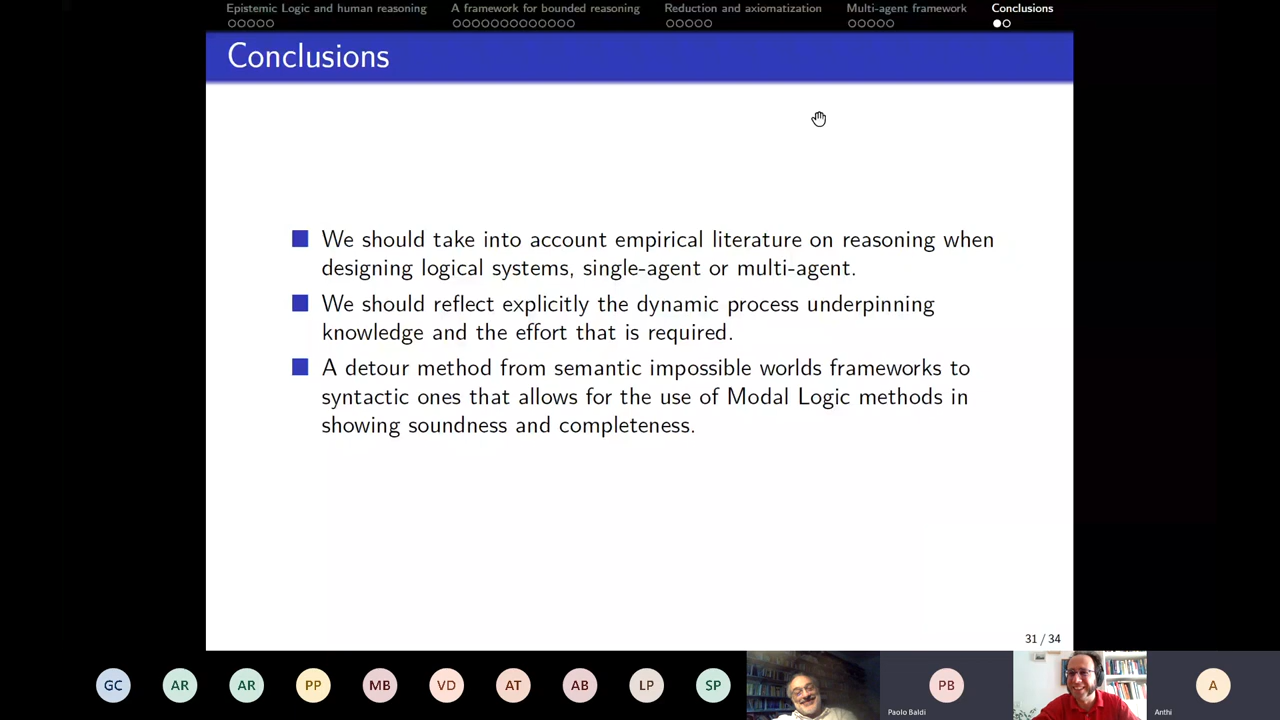 Epistemic Logic and human reasoning A framework for bounded reasoning Reduction and axiomatization Multi-agent framework Conclusions
Conclusions
We should take into account empirical literature on reasoning when
designing logical systems, single-agent or multi-agent.
We should reflect explicitly the dynamic process underpinning
knowledge and the effort that is required.
A detour method from semantic impossible worlds frameworks to
syntactic ones that allows for the use of Modal Logic methods in
showing soundness and completeness.
31 / 34
GC AR AR PP MB VD AT AB LP SP PB A
Paolo Baldi Anthi